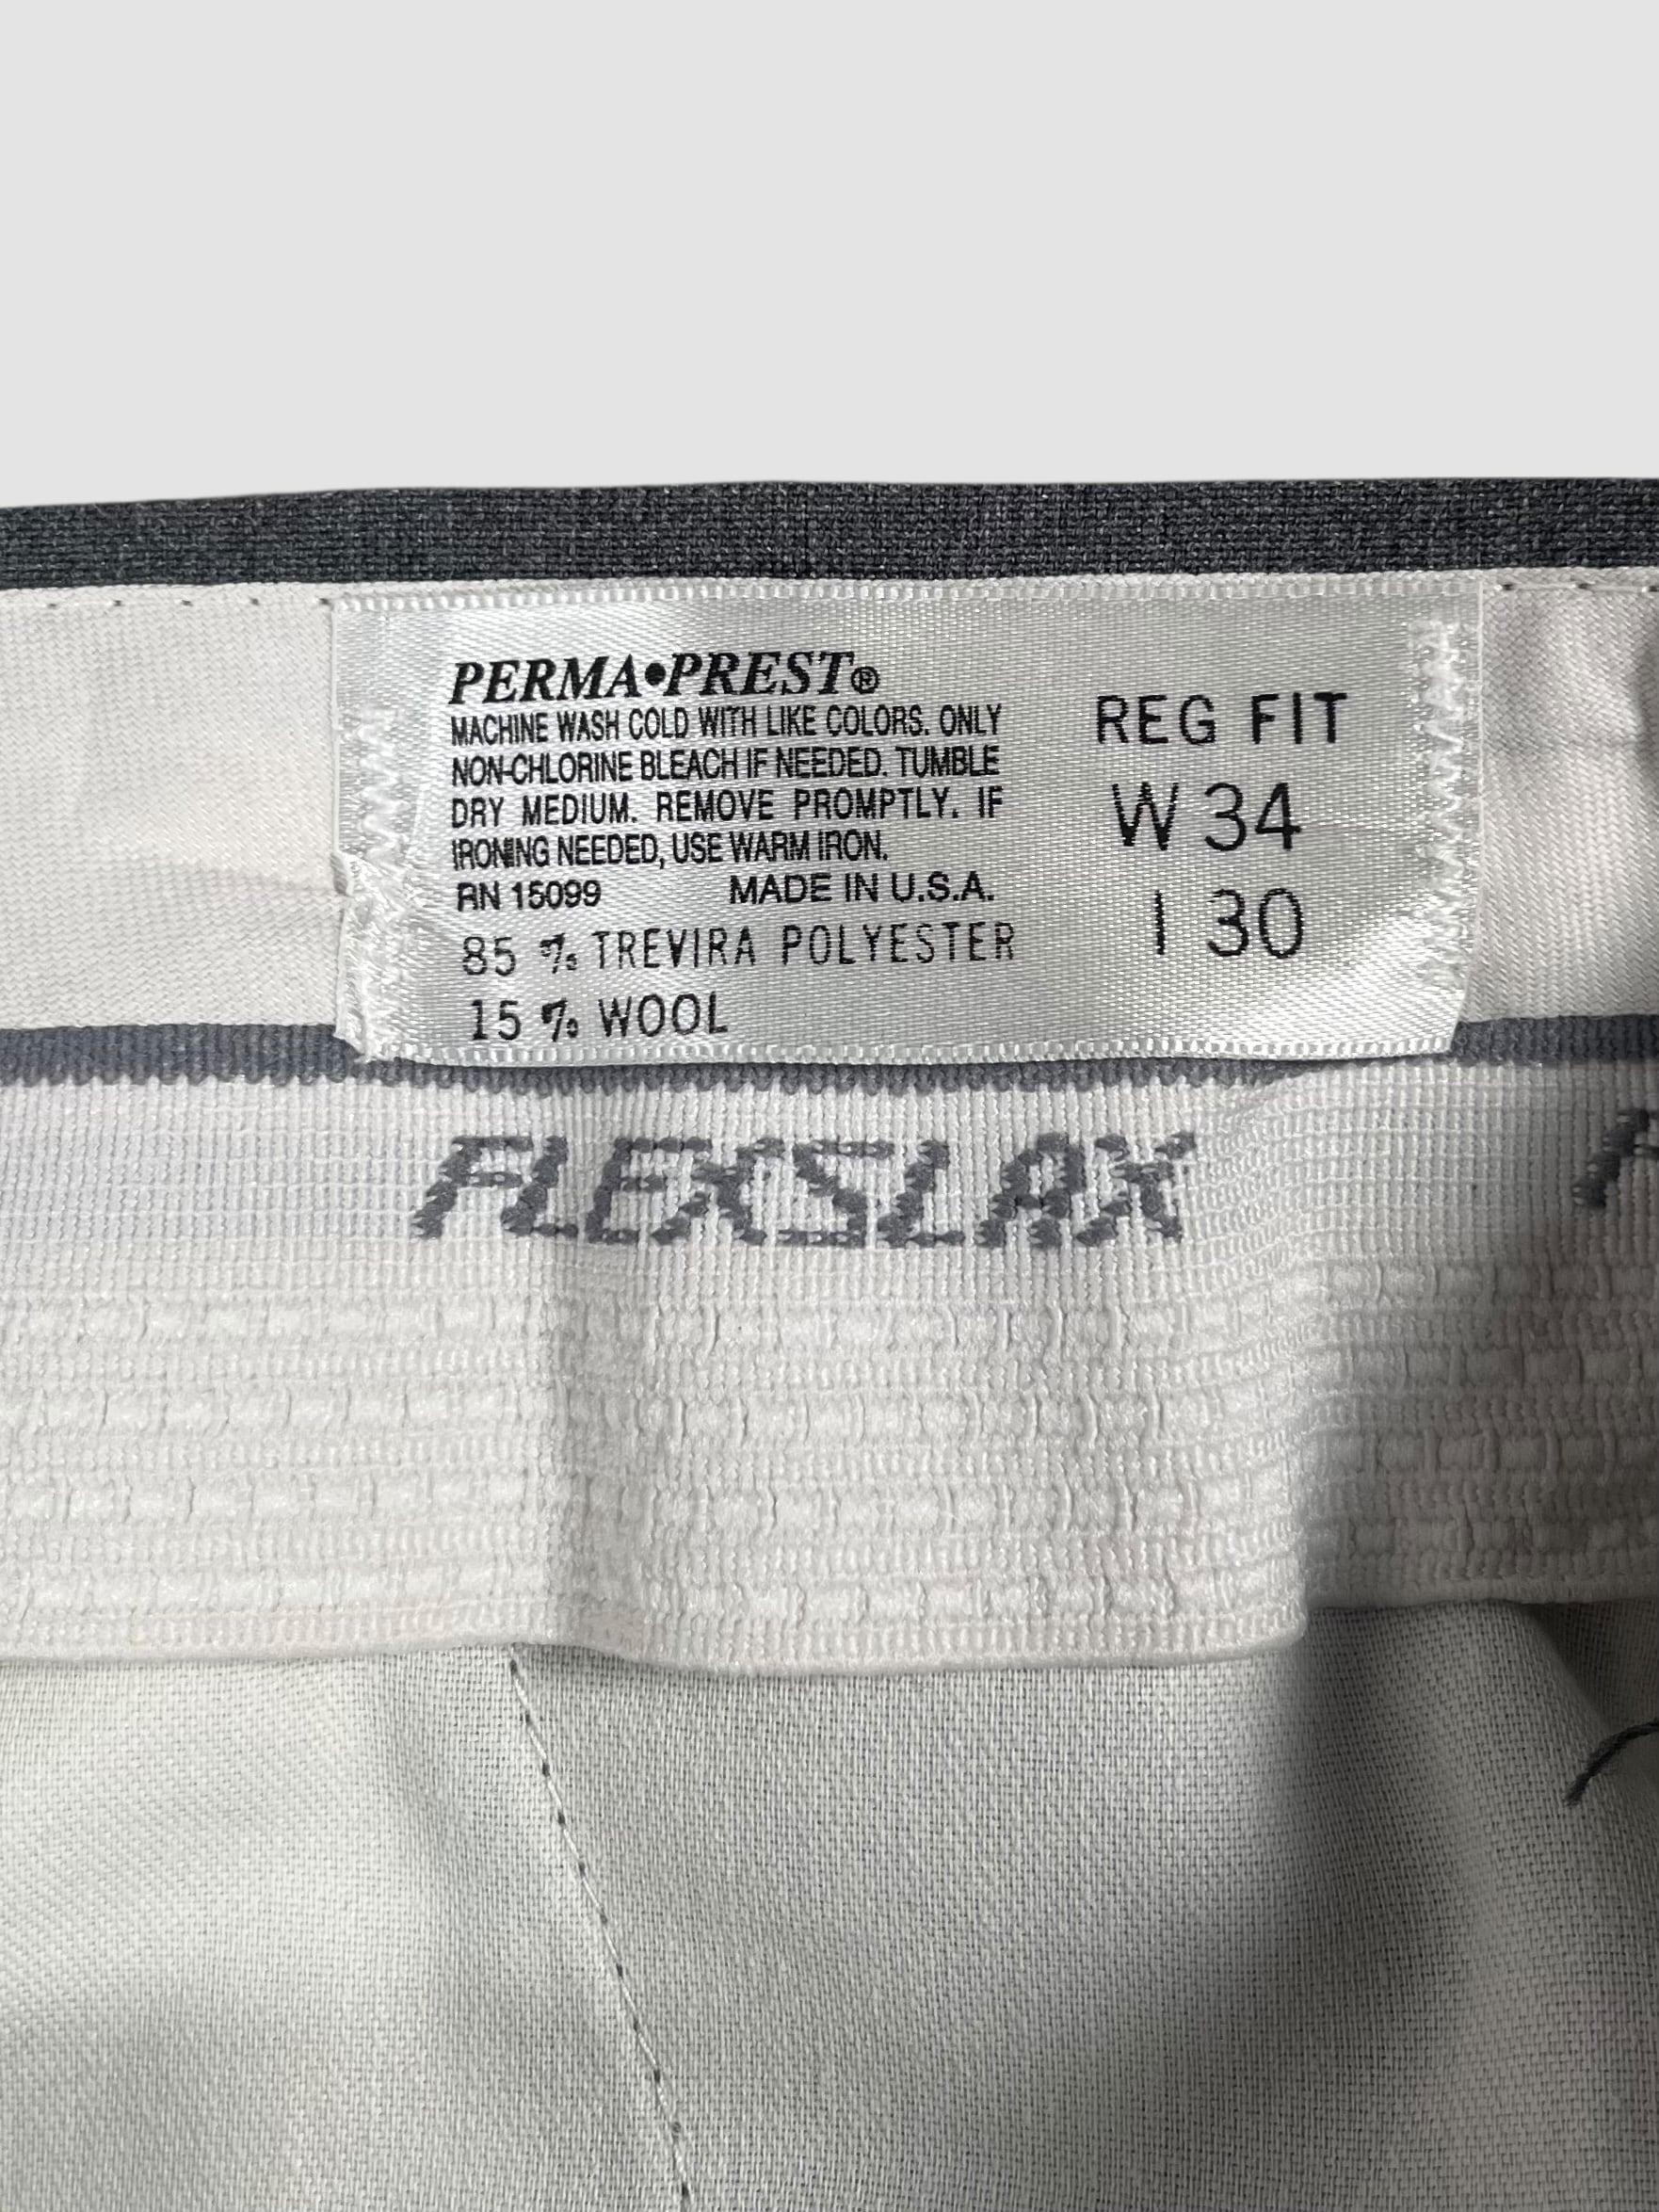 PERMA•PREST®
MACHINE WASH COLD WITH LIKE COLORS. ONLY
NON-CHLORINE BLEACH IF NEEDED. TUMBLE
DRY MEDIUM. REMOVE PROMPTLY. IF
IRONING NEEDED, USE WARM IRON.
RN 15099 MADE IN U.S.A.
85 % TREVIRA POLYESTER
15 % WOOL
REG FIT
W 34
I 30
FLEXSLAX